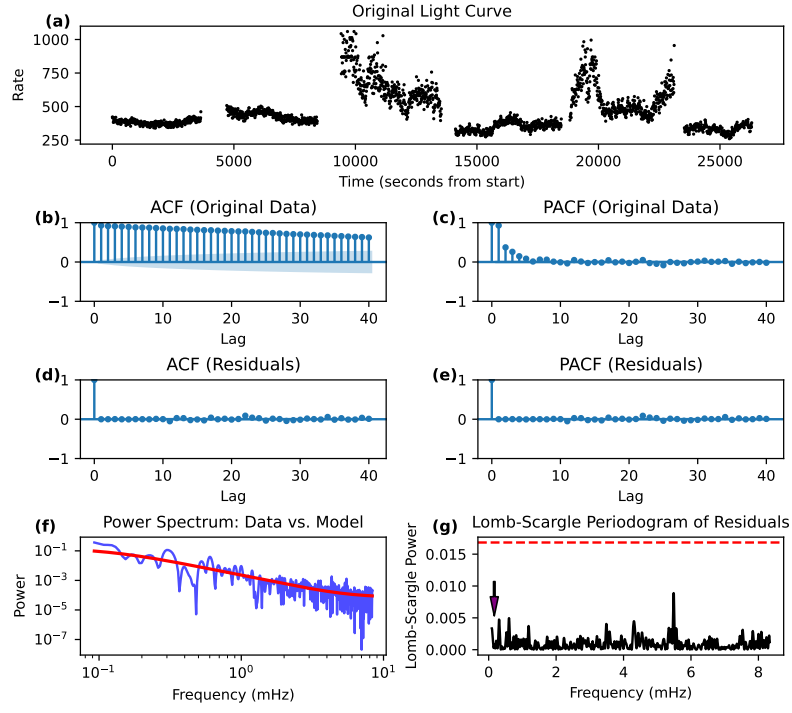 (a)
Original Light Curve
Rate
1000
750
500
250
0
5000
10000
15000
20000
25000
Time (seconds from start)
(b)
ACF (Original Data)
1
0
−1
0
10
20
30
40
Lag
(c)
PACF (Original Data)
1
0
−1
0
10
20
30
40
Lag
(d)
ACF (Residuals)
1
0
−1
0
10
20
30
40
Lag
(e)
PACF (Residuals)
1
0
−1
0
10
20
30
40
Lag
(f)
Power Spectrum: Data vs. Model
Power
10⁻¹
10⁻³
10⁻⁵
10⁻⁷
10⁻¹
10⁰
10¹
Frequency (mHz)
(g)
Lomb-Scargle Periodogram of Residuals
Lomb-Scargle Power
0.015
0.010
0.005
0.000
0
2
4
6
8
Frequency (mHz)